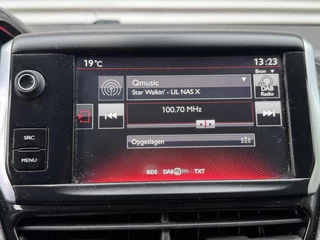 19 °C
13:23
Bron
Qmusic
Star Walkin' - LIL NAS X
DAB
Radio
100.70 MHz
SRC
Opgeslagen
MENU
RDS DAB FM TXT